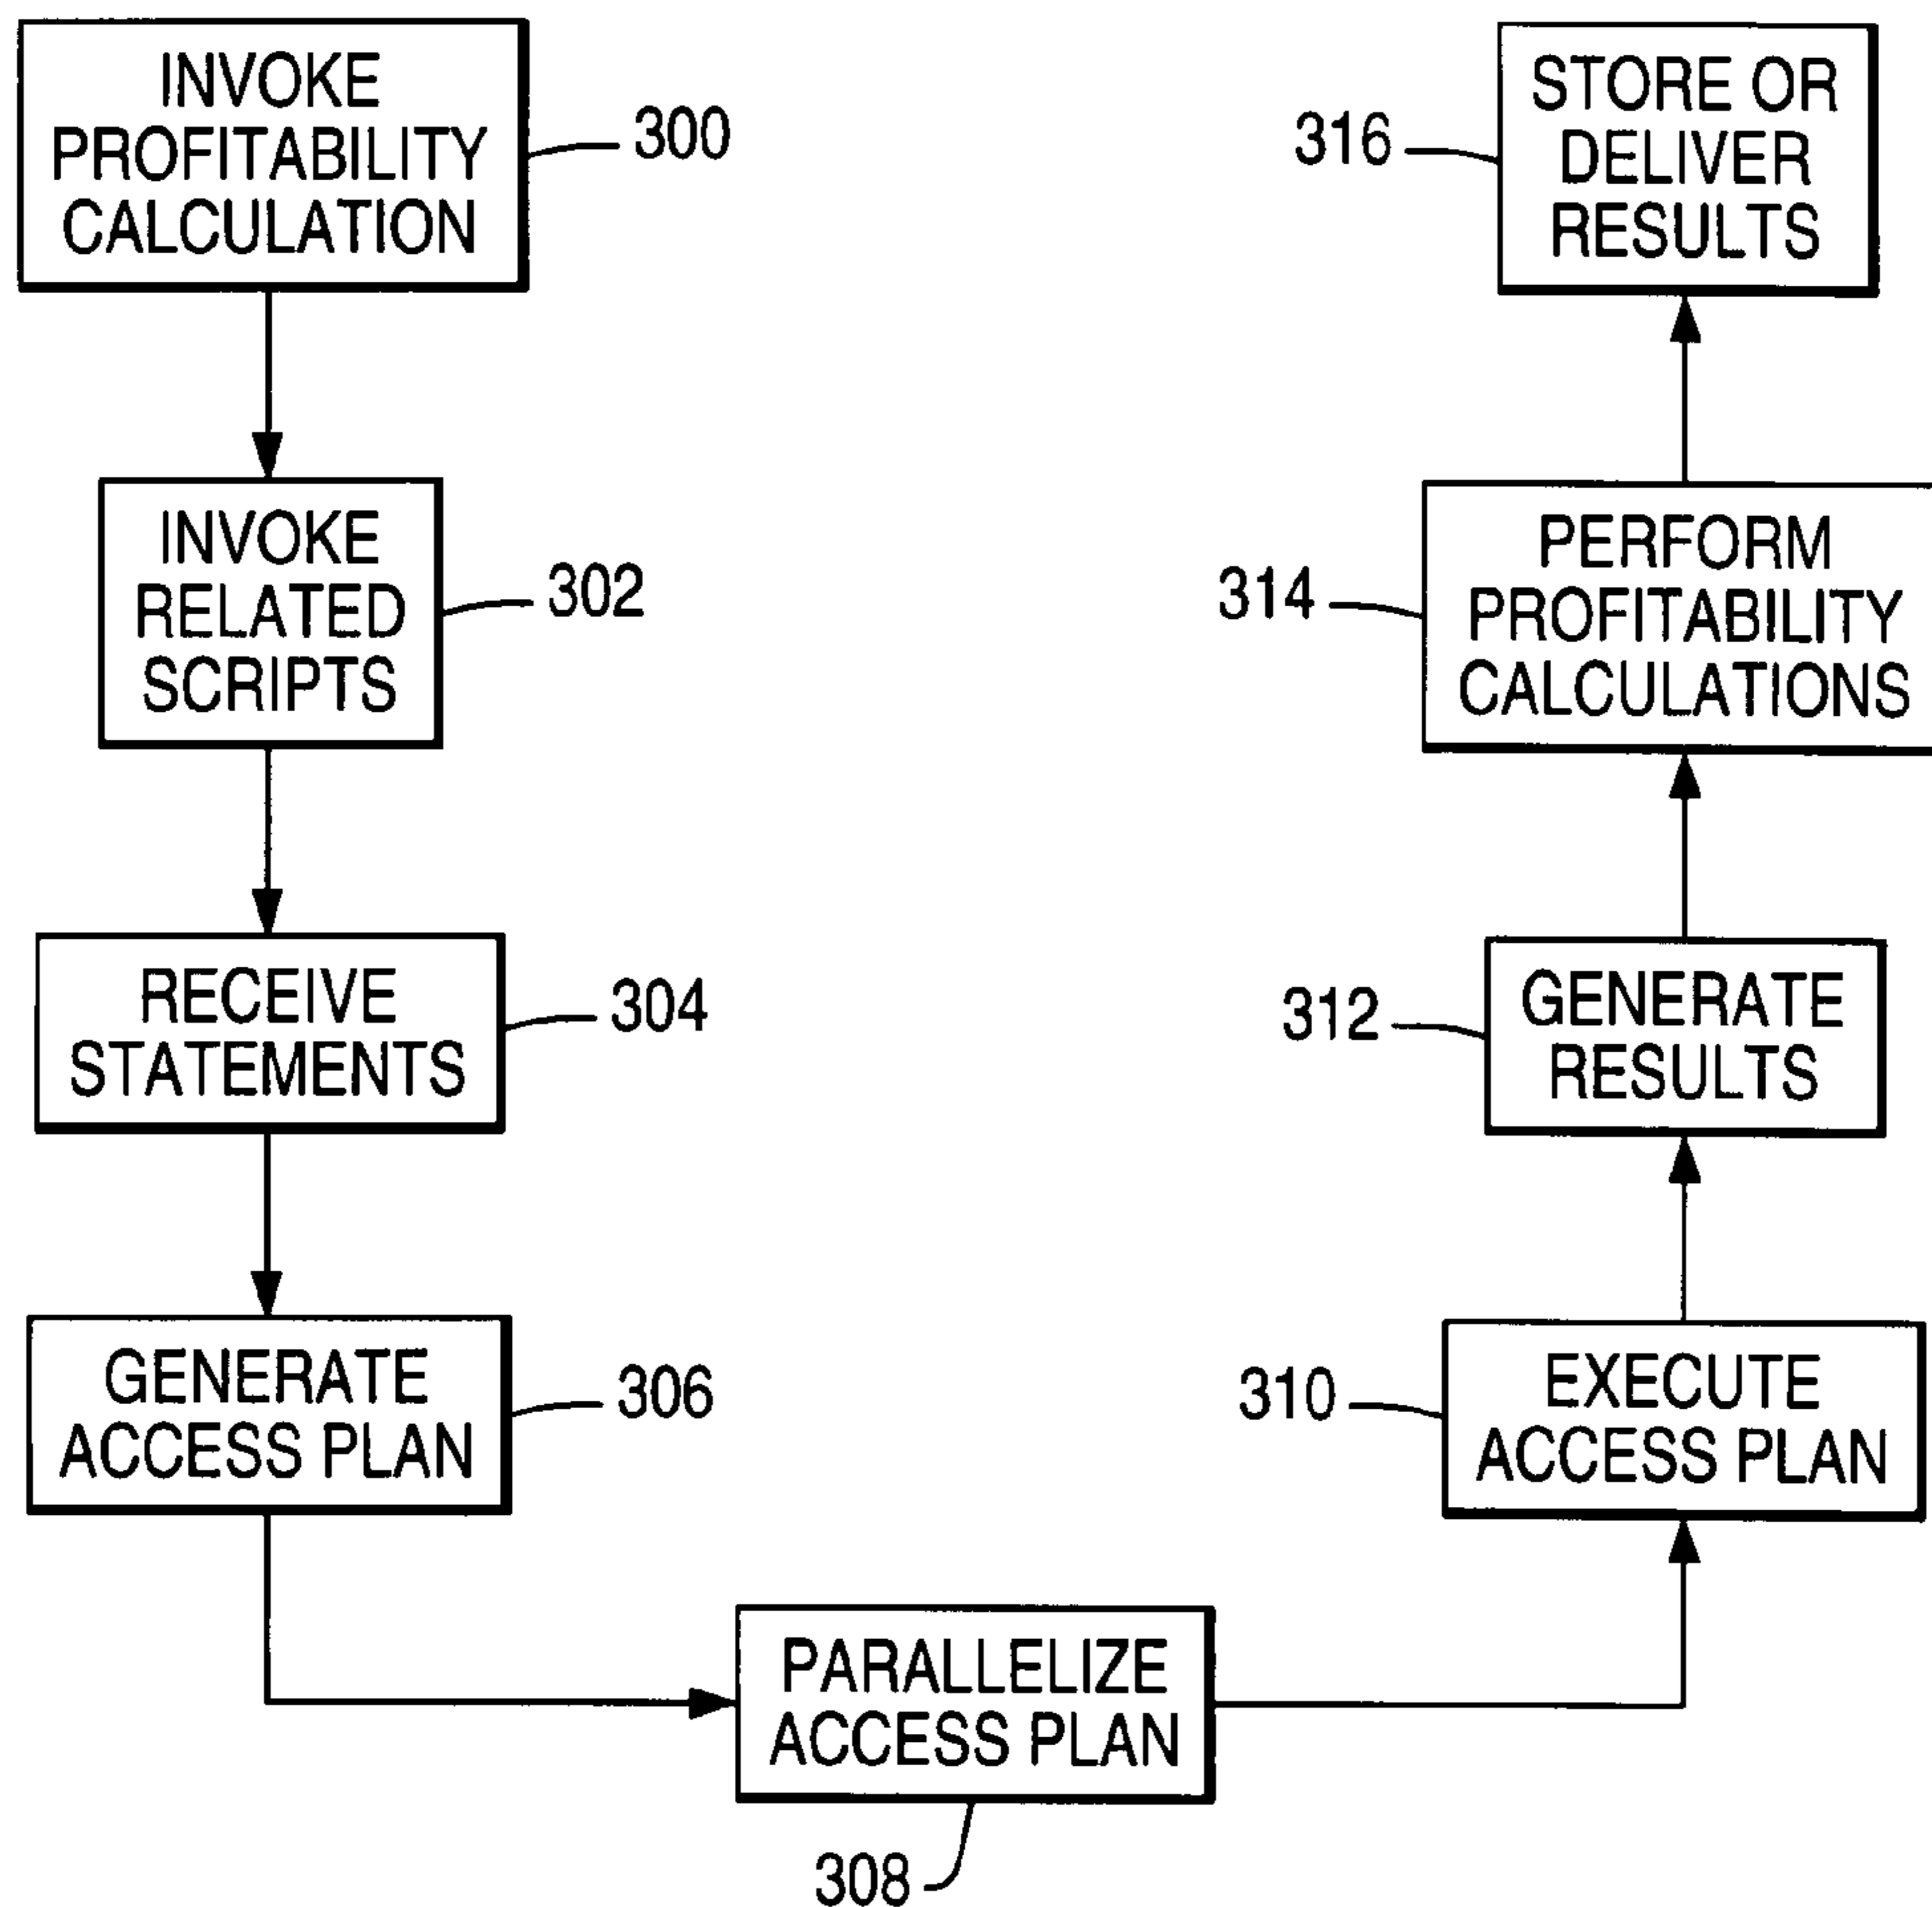 INVOKE
PROFITABILITY
CALCULATION
300
INVOKE
RELATED
SCRIPTS
302
RECEIVE
STATEMENTS
304
GENERATE
ACCESS PLAN
306
PARALLELIZE
ACCESS PLAN
308
EXECUTE
ACCESS PLAN
310
GENERATE
RESULTS
312
PERFORM
PROFITABILITY
CALCULATIONS
314
STORE OR
DELIVER
RESULTS
316